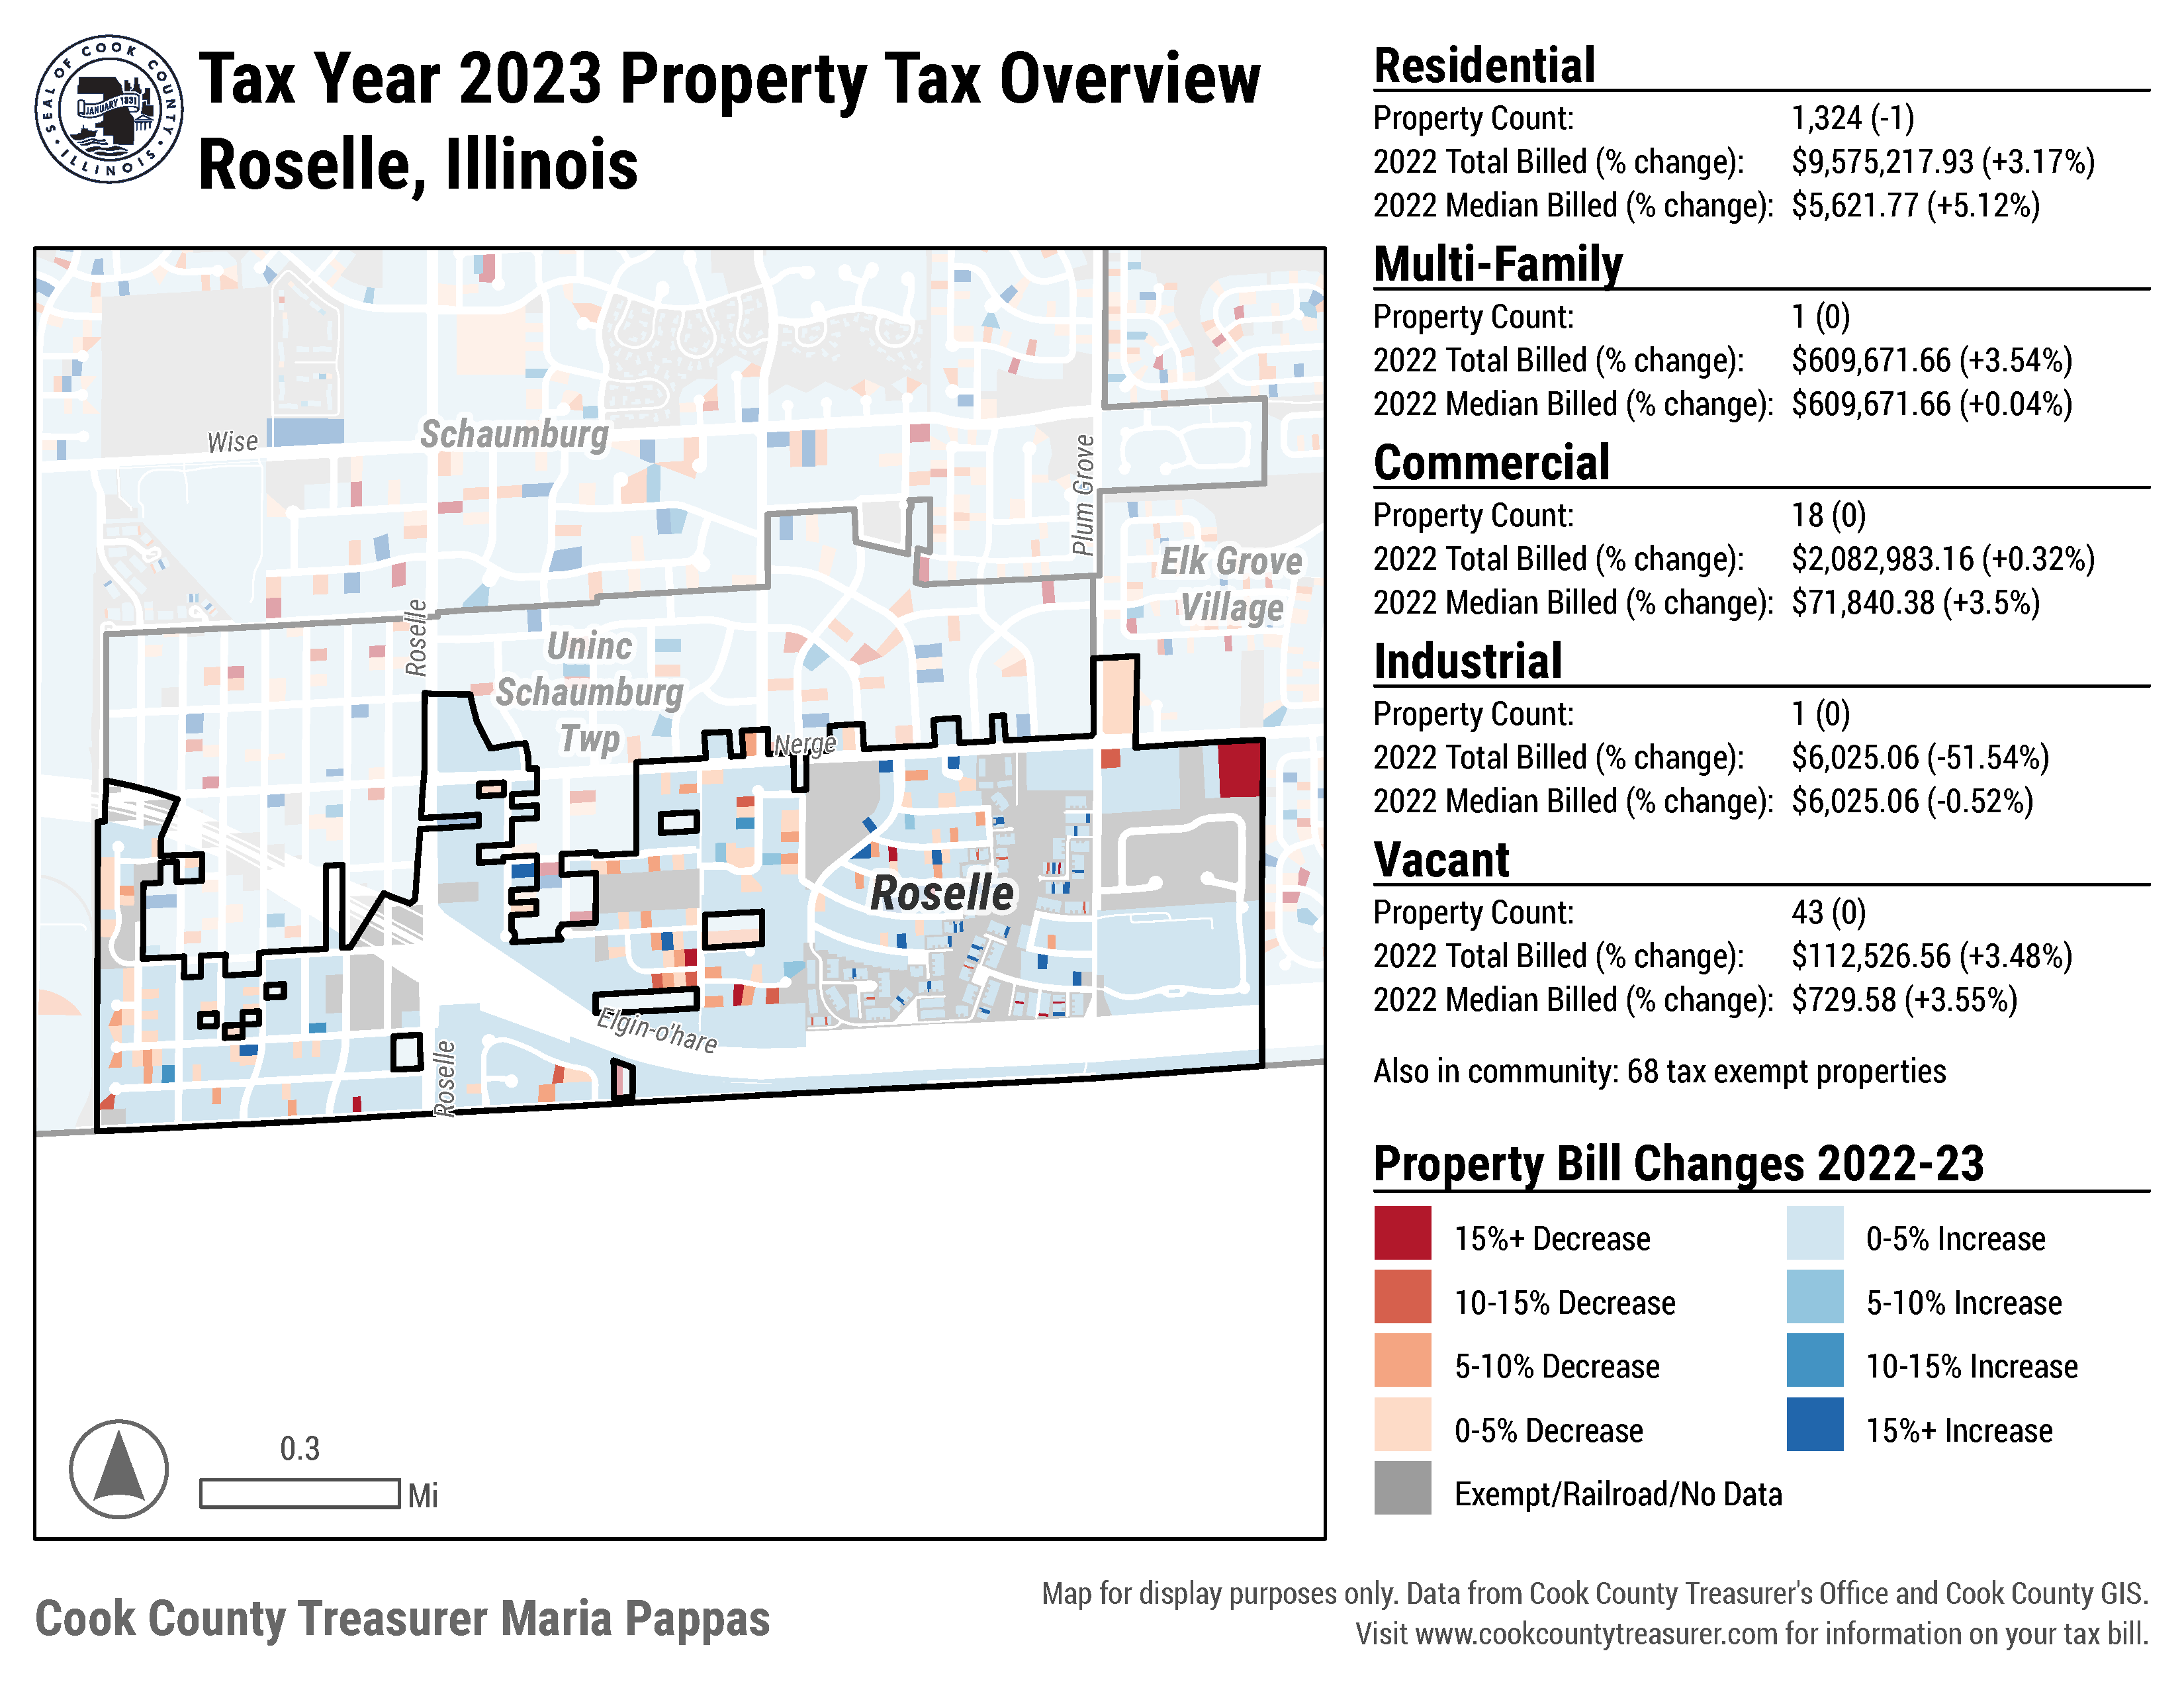 SEAL OF COOK COUNTY
ILLINOIS
JANUARY 1831
Tax Year 2023 Property Tax Overview
Roselle, Illinois
Wise
Schaumburg
Plum Grove
Elk Grove
Village
Roselle
Uninc
Schaumburg
Twp
Nerge
Roselle
Elgin-o'hare
Roselle
0.3
Mi
Residential
Property Count: 1,324 (-1)
2022 Total Billed (% change): $9,575,217.93 (+3.17%)
2022 Median Billed (% change): $5,621.77 (+5.12%)
Multi-Family
Property Count: 1 (0)
2022 Total Billed (% change): $609,671.66 (+3.54%)
2022 Median Billed (% change): $609,671.66 (+0.04%)
Commercial
Property Count: 18 (0)
2022 Total Billed (% change): $2,082,983.16 (+0.32%)
2022 Median Billed (% change): $71,840.38 (+3.5%)
Industrial
Property Count: 1 (0)
2022 Total Billed (% change): $6,025.06 (-51.54%)
2022 Median Billed (% change): $6,025.06 (-0.52%)
Vacant
Property Count: 43 (0)
2022 Total Billed (% change): $112,526.56 (+3.48%)
2022 Median Billed (% change): $729.58 (+3.55%)
Also in community: 68 tax exempt properties
Property Bill Changes 2022-23
15%+ Decrease
10-15% Decrease
5-10% Decrease
0-5% Decrease
Exempt/Railroad/No Data
0-5% Increase
5-10% Increase
10-15% Increase
15%+ Increase
Cook County Treasurer Maria Pappas
Map for display purposes only. Data from Cook County Treasurer's Office and Cook County GIS.
Visit www.cookcountytreasurer.com for information on your tax bill.